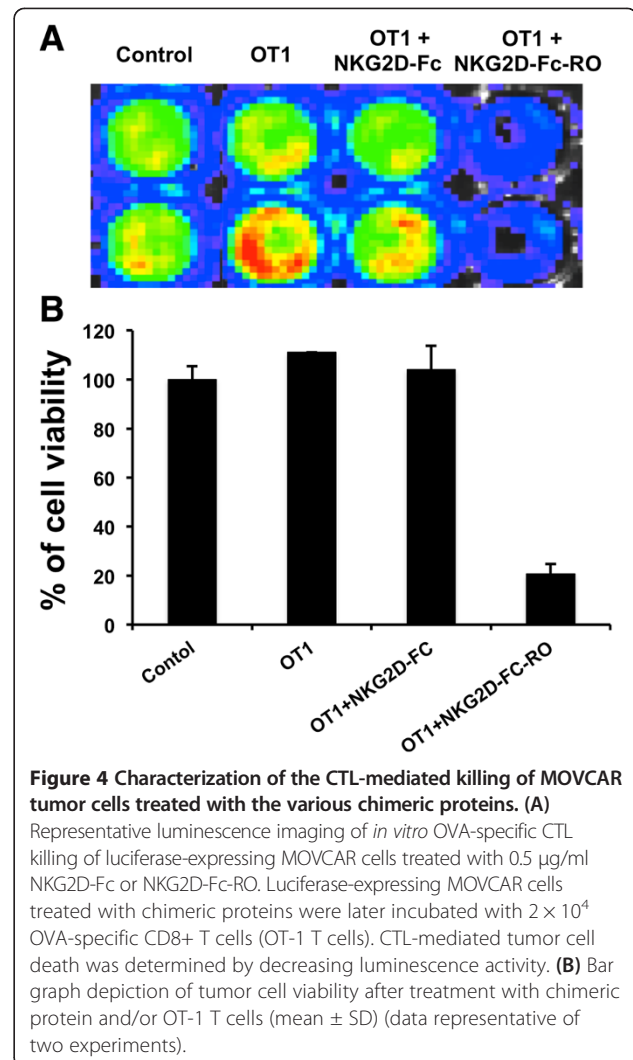 A
Control
OT1
OT1 +
NKG2D-Fc
OT1 +
NKG2D-Fc-RO
B
% of cell viability
120
100
80
60
40
20
0
Contol
OT1
OT1+NKG2D-FC
OT1+NKG2D-FC-RO
Figure 4 Characterization of the CTL-mediated killing of MOVCAR
tumor cells treated with the various chimeric proteins. (A)
Representative luminescence imaging of in vitro OVA-specific CTL
killing of luciferase-expressing MOVCAR cells treated with 0.5 μg/ml
NKG2D-Fc or NKG2D-Fc-RO. Luciferase-expressing MOVCAR cells
treated with chimeric proteins were later incubated with 2 × 10⁴
OVA-specific CD8+ T cells (OT-1 T cells). CTL-mediated tumor cell
death was determined by decreasing luminescence activity. (B) Bar
graph depiction of tumor cell viability after treatment with chimeric
protein and/or OT-1 T cells (mean ± SD) (data representative of
two experiments).